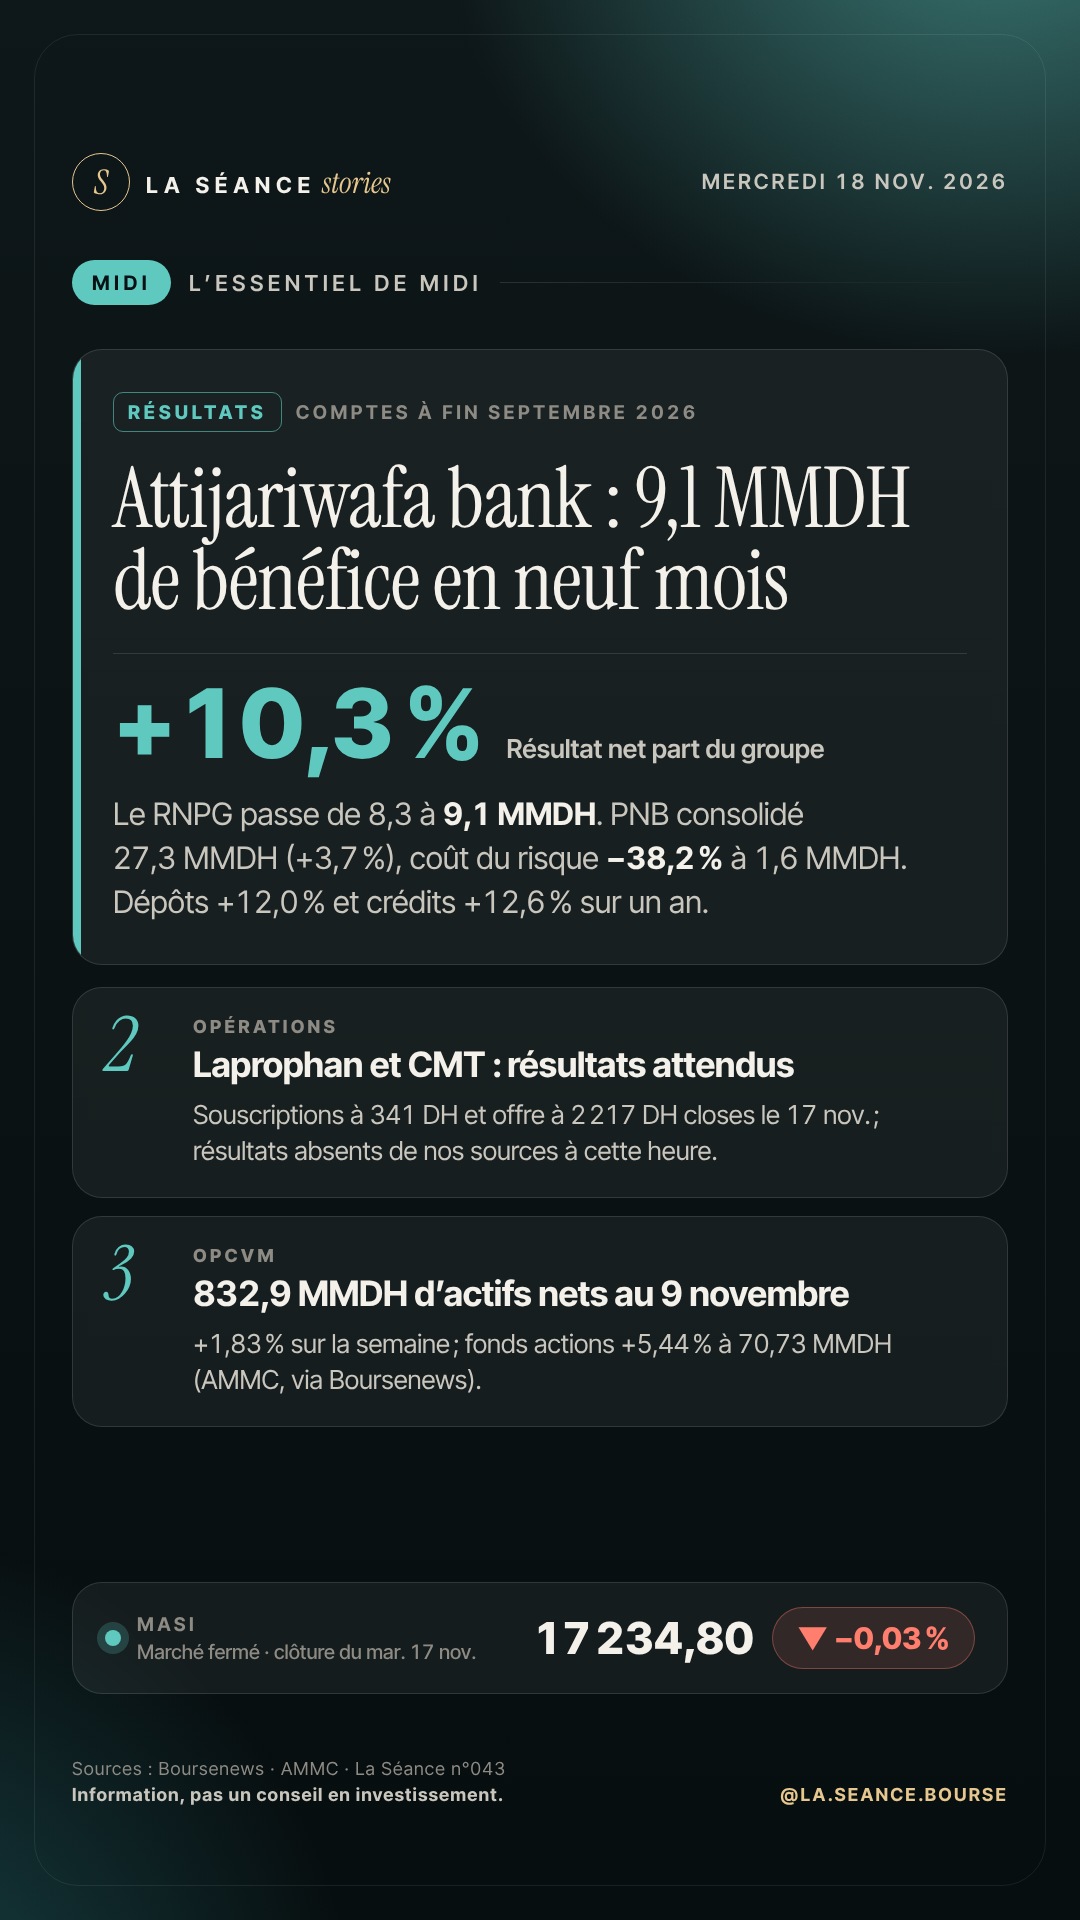 S LA SÉANCE stories
MERCREDI 18 NOV. 2026
MIDI L’ESSENTIEL DE MIDI
RÉSULTATS COMPTES À FIN SEPTEMBRE 2026
Attijariwafa bank : 9,1 MMDH
de bénéfice en neuf mois
+10,3 % Résultat net part du groupe
Le RNPG passe de 8,3 à 9,1 MMDH. PNB consolidé
27,3 MMDH (+3,7 %), coût du risque −38,2 % à 1,6 MMDH.
Dépôts +12,0 % et crédits +12,6 % sur un an.
2
OPÉRATIONS
Laprophan et CMT : résultats attendus
Souscriptions à 341 DH et offre à 2 217 DH closes le 17 nov. ;
résultats absents de nos sources à cette heure.
3
OPCVM
832,9 MMDH d’actifs nets au 9 novembre
+1,83 % sur la semaine ; fonds actions +5,44 % à 70,73 MMDH
(AMMC, via Boursenews).
MASI
Marché fermé · clôture du mar. 17 nov.
17 234,80 ▼ −0,03 %
Sources : Boursenews · AMMC · La Séance n°043
Information, pas un conseil en investissement.
@LA.SEANCE.BOURSE